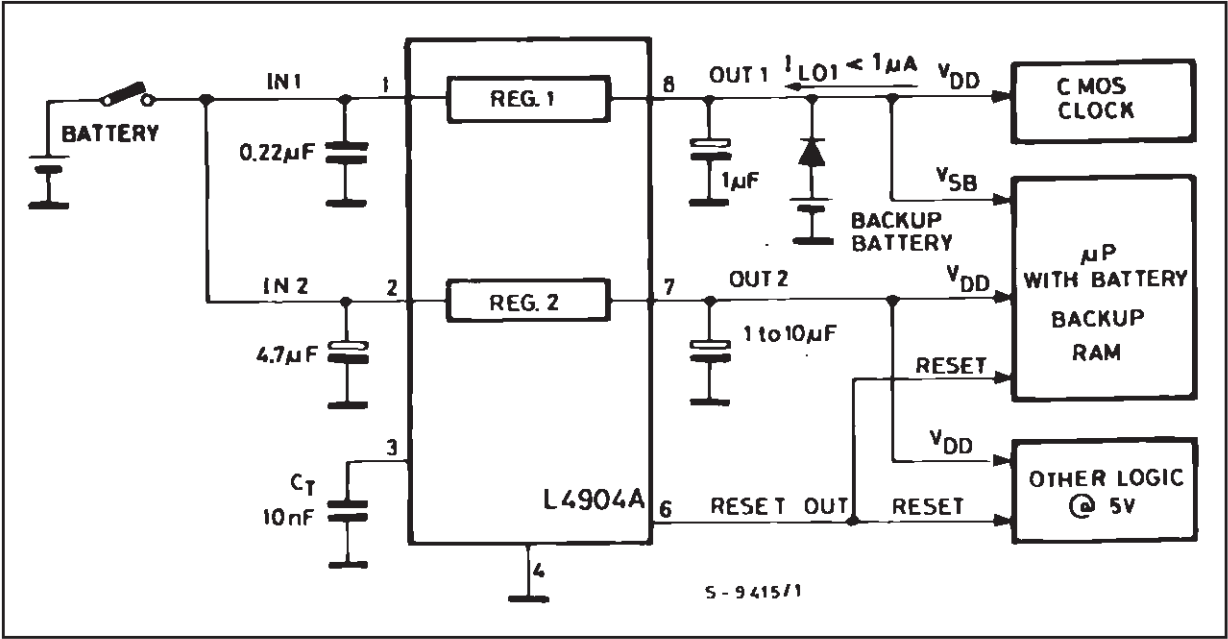 IN 1
1
REG. 1
8
OUT 1
I LO1 < 1µA
VDD
C MOS
CLOCK
BATTERY
0.22µF
1µF
BACKUP
BATTERY
VSB
µP
WITH BATTERY
BACKUP
RAM
IN 2
2
REG. 2
7
OUT 2
VDD
4.7µF
1 to 10µF
RESET
3
CT
10nF
L4904A
6
RESET OUT
RESET
VDD
OTHER LOGIC
@ 5V
4
S-9415/1